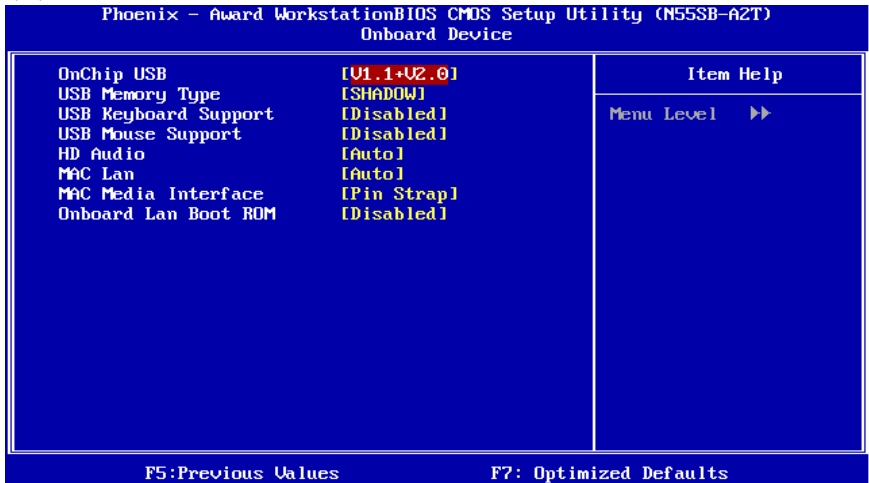 Phoenix - Award WorkstationBIOS CMOS Setup Utility (N55SB-A2T)
Onboard Device
OnChip USB [V1.1+V2.0]
USB Memory Type [SHADOW]
USB Keyboard Support [Disabled]
USB Mouse Support [Disabled]
HD Audio [Auto]
MAC Lan [Auto]
MAC Media Interface [Pin Strap]
Onboard Lan Boot ROM [Disabled]
Item Help
Menu Level ▶▶
F5:Previous Values F7: Optimized Defaults